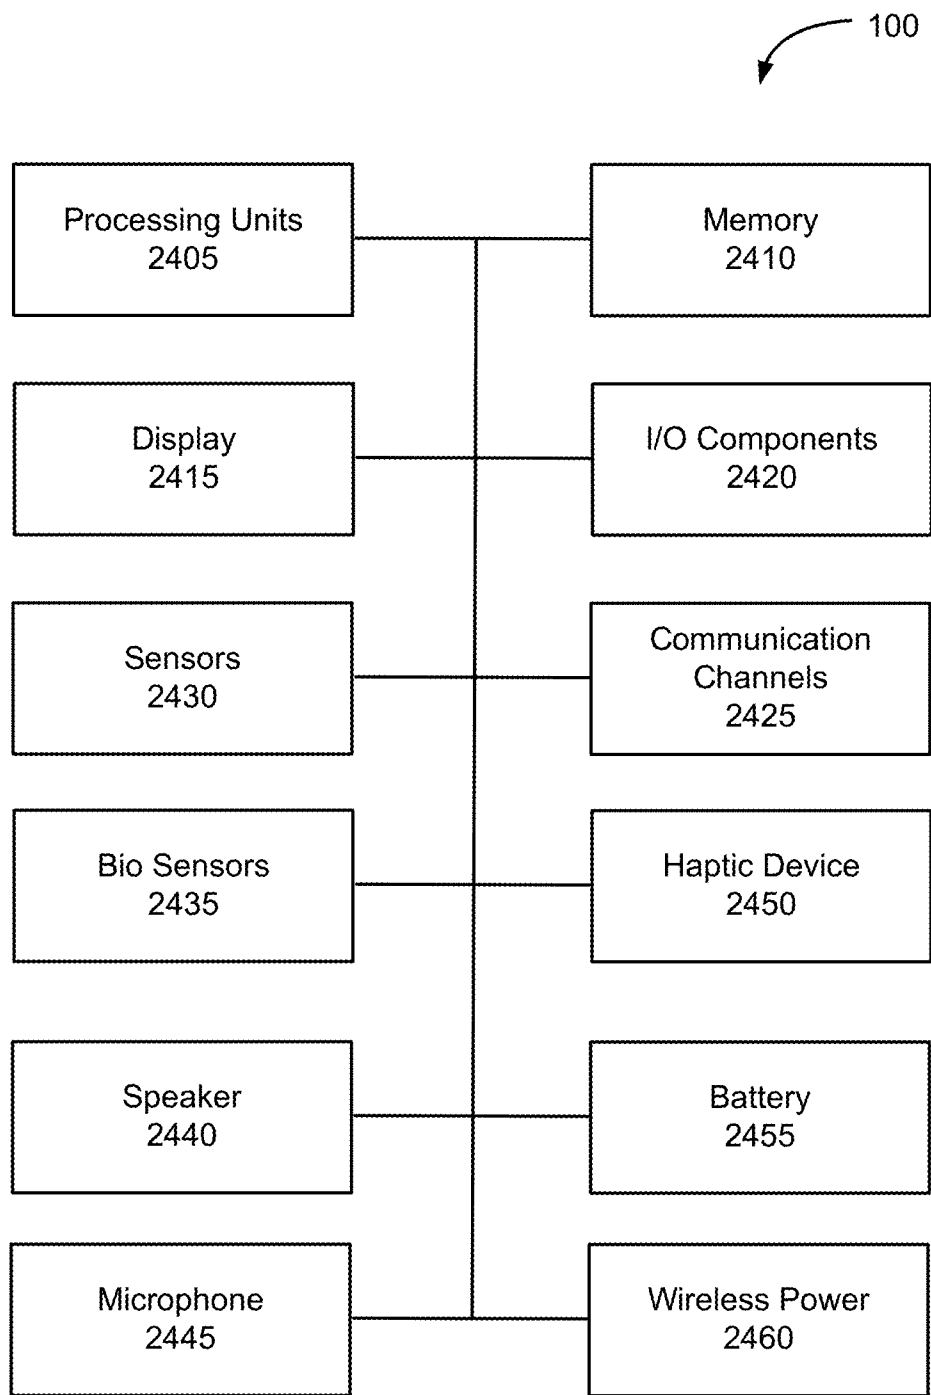 100
Processing Units
2405
Memory
2410
Display
2415
I/O Components
2420
Sensors
2430
Communication
Channels
2425
Bio Sensors
2435
Haptic Device
2450
Speaker
2440
Battery
2455
Microphone
2445
Wireless Power
2460